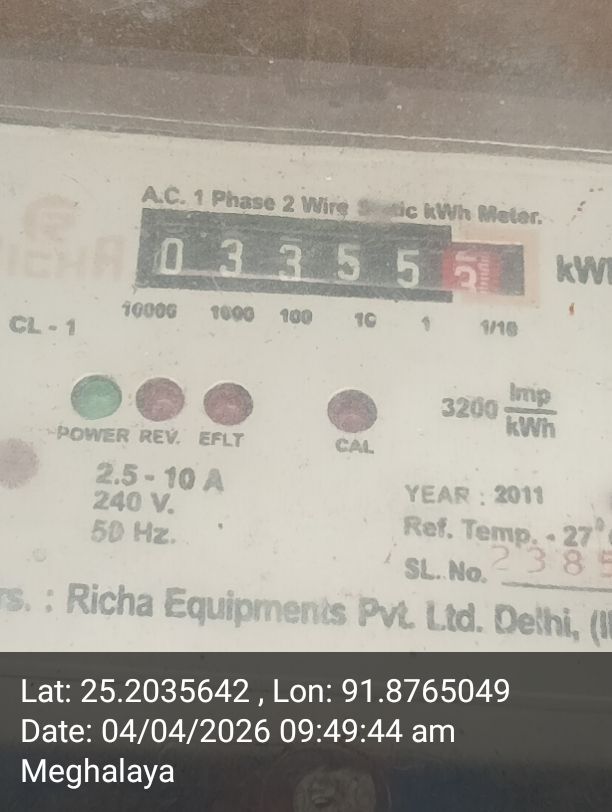 A.C. 1 Phase 2 Wire Static kWh Meter.
0 3 3 5 5
10000 1000 100 10 1 1/10
CL - 1
3200 Imp/kWh
POWER REV. EFLT CAL
2.5 - 10 A
240 V.
50 Hz.
YEAR : 2011
Ref. Temp. - 27°
SL. No. 2385
Richa Equipments Pvt. Ltd. Delhi,
Lat: 25.2035642 , Lon: 91.8765049
Date: 04/04/2026 09:49:44 am
Meghalaya